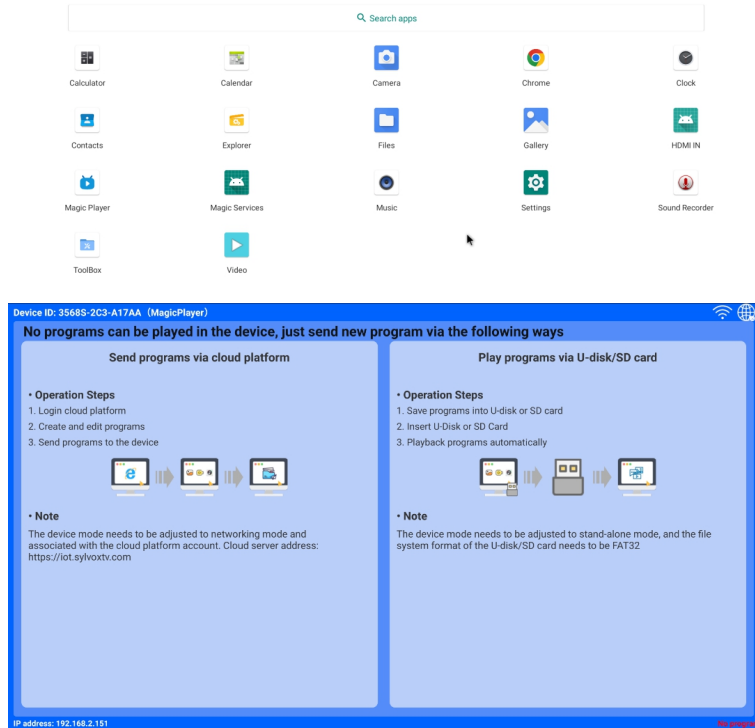 Search apps
Calculator
Calendar
Camera
Chrome
Clock
Contacts
Explorer
Files
Gallery
HDMI IN
Magic Player
Magic Services
Music
Settings
Sound Recorder
ToolBox
Video
Device ID: 3568S-2C3-A17AA (MagicPlayer)
No programs can be played in the device, just send new program via the following ways
Send programs via cloud platform
• Operation Steps
1. Login cloud platform
2. Create and edit programs
3. Send programs to the device
• Note
The device mode needs to be adjusted to networking mode and
associated with the cloud platform account. Cloud server address:
https://iot.sylvoxtv.com
Play programs via U-disk/SD card
• Operation Steps
1. Save programs into U-disk or SD card
2. Insert U-Disk or SD Card
3. Playback programs automatically
• Note
The device mode needs to be adjusted to stand-alone mode, and the file
system format of the U-disk/SD card needs to be FAT32
IP address: 192.168.2.151
No